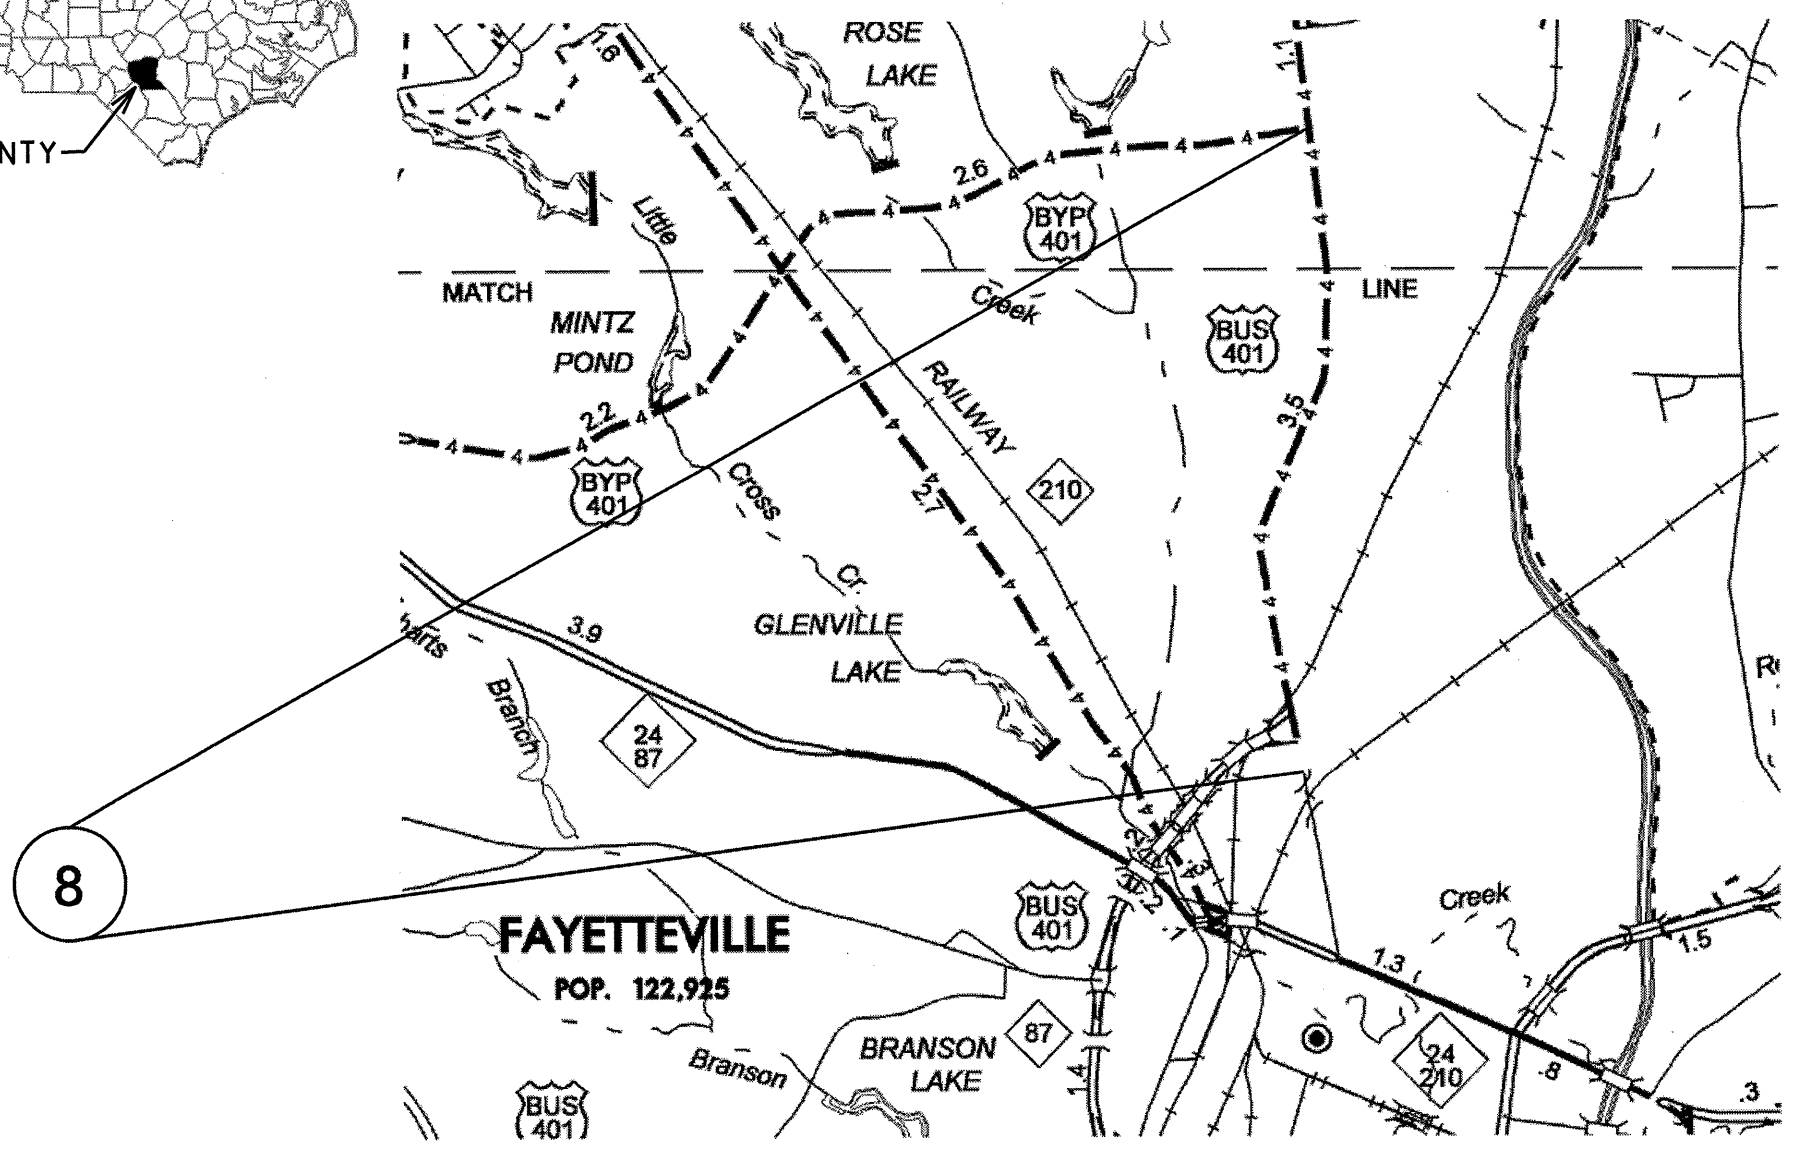 NTY
1.6
ROSE
LAKE
1.1
2.6
Little
BYP
401
MATCH
LINE
Creek
MINTZ
POND
BUS
401
RAILWAY
2.2
3.5
BYP
401
Cross
2.7
210
Cr.
GLENVILLE
LAKE
3.9
Branch
24
87
8
BUS
401
Creek
FAYETTEVILLE
POP. 122,925
1.3
1.5
87
BRANSON
LAKE
Branson
1.4
24
210
.8
.3
BUS
401